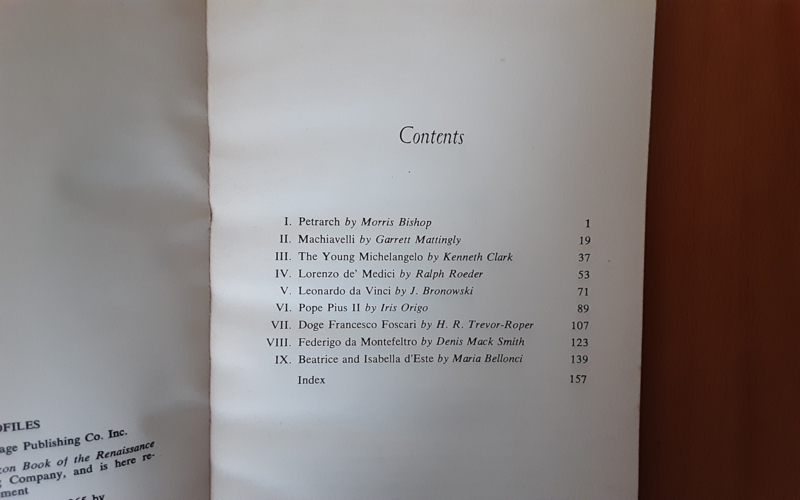 Contents
I. Petrarch by Morris Bishop 1
II. Machiavelli by Garrett Mattingly 19
III. The Young Michelangelo by Kenneth Clark 37
IV. Lorenzo de' Medici by Ralph Roeder 53
V. Leonardo da Vinci by J. Bronowski 71
VI. Pope Pius II by Iris Origo 89
VII. Doge Francesco Foscari by H. R. Trevor-Roper 107
VIII. Federigo da Montefeltro by Denis Mack Smith 123
IX. Beatrice and Isabella d'Este by Maria Bellonci 139
Index 157
OFILES
age Publishing Co. Inc.
zon Book of the Renaissance
g Company, and is here re-
ment
by